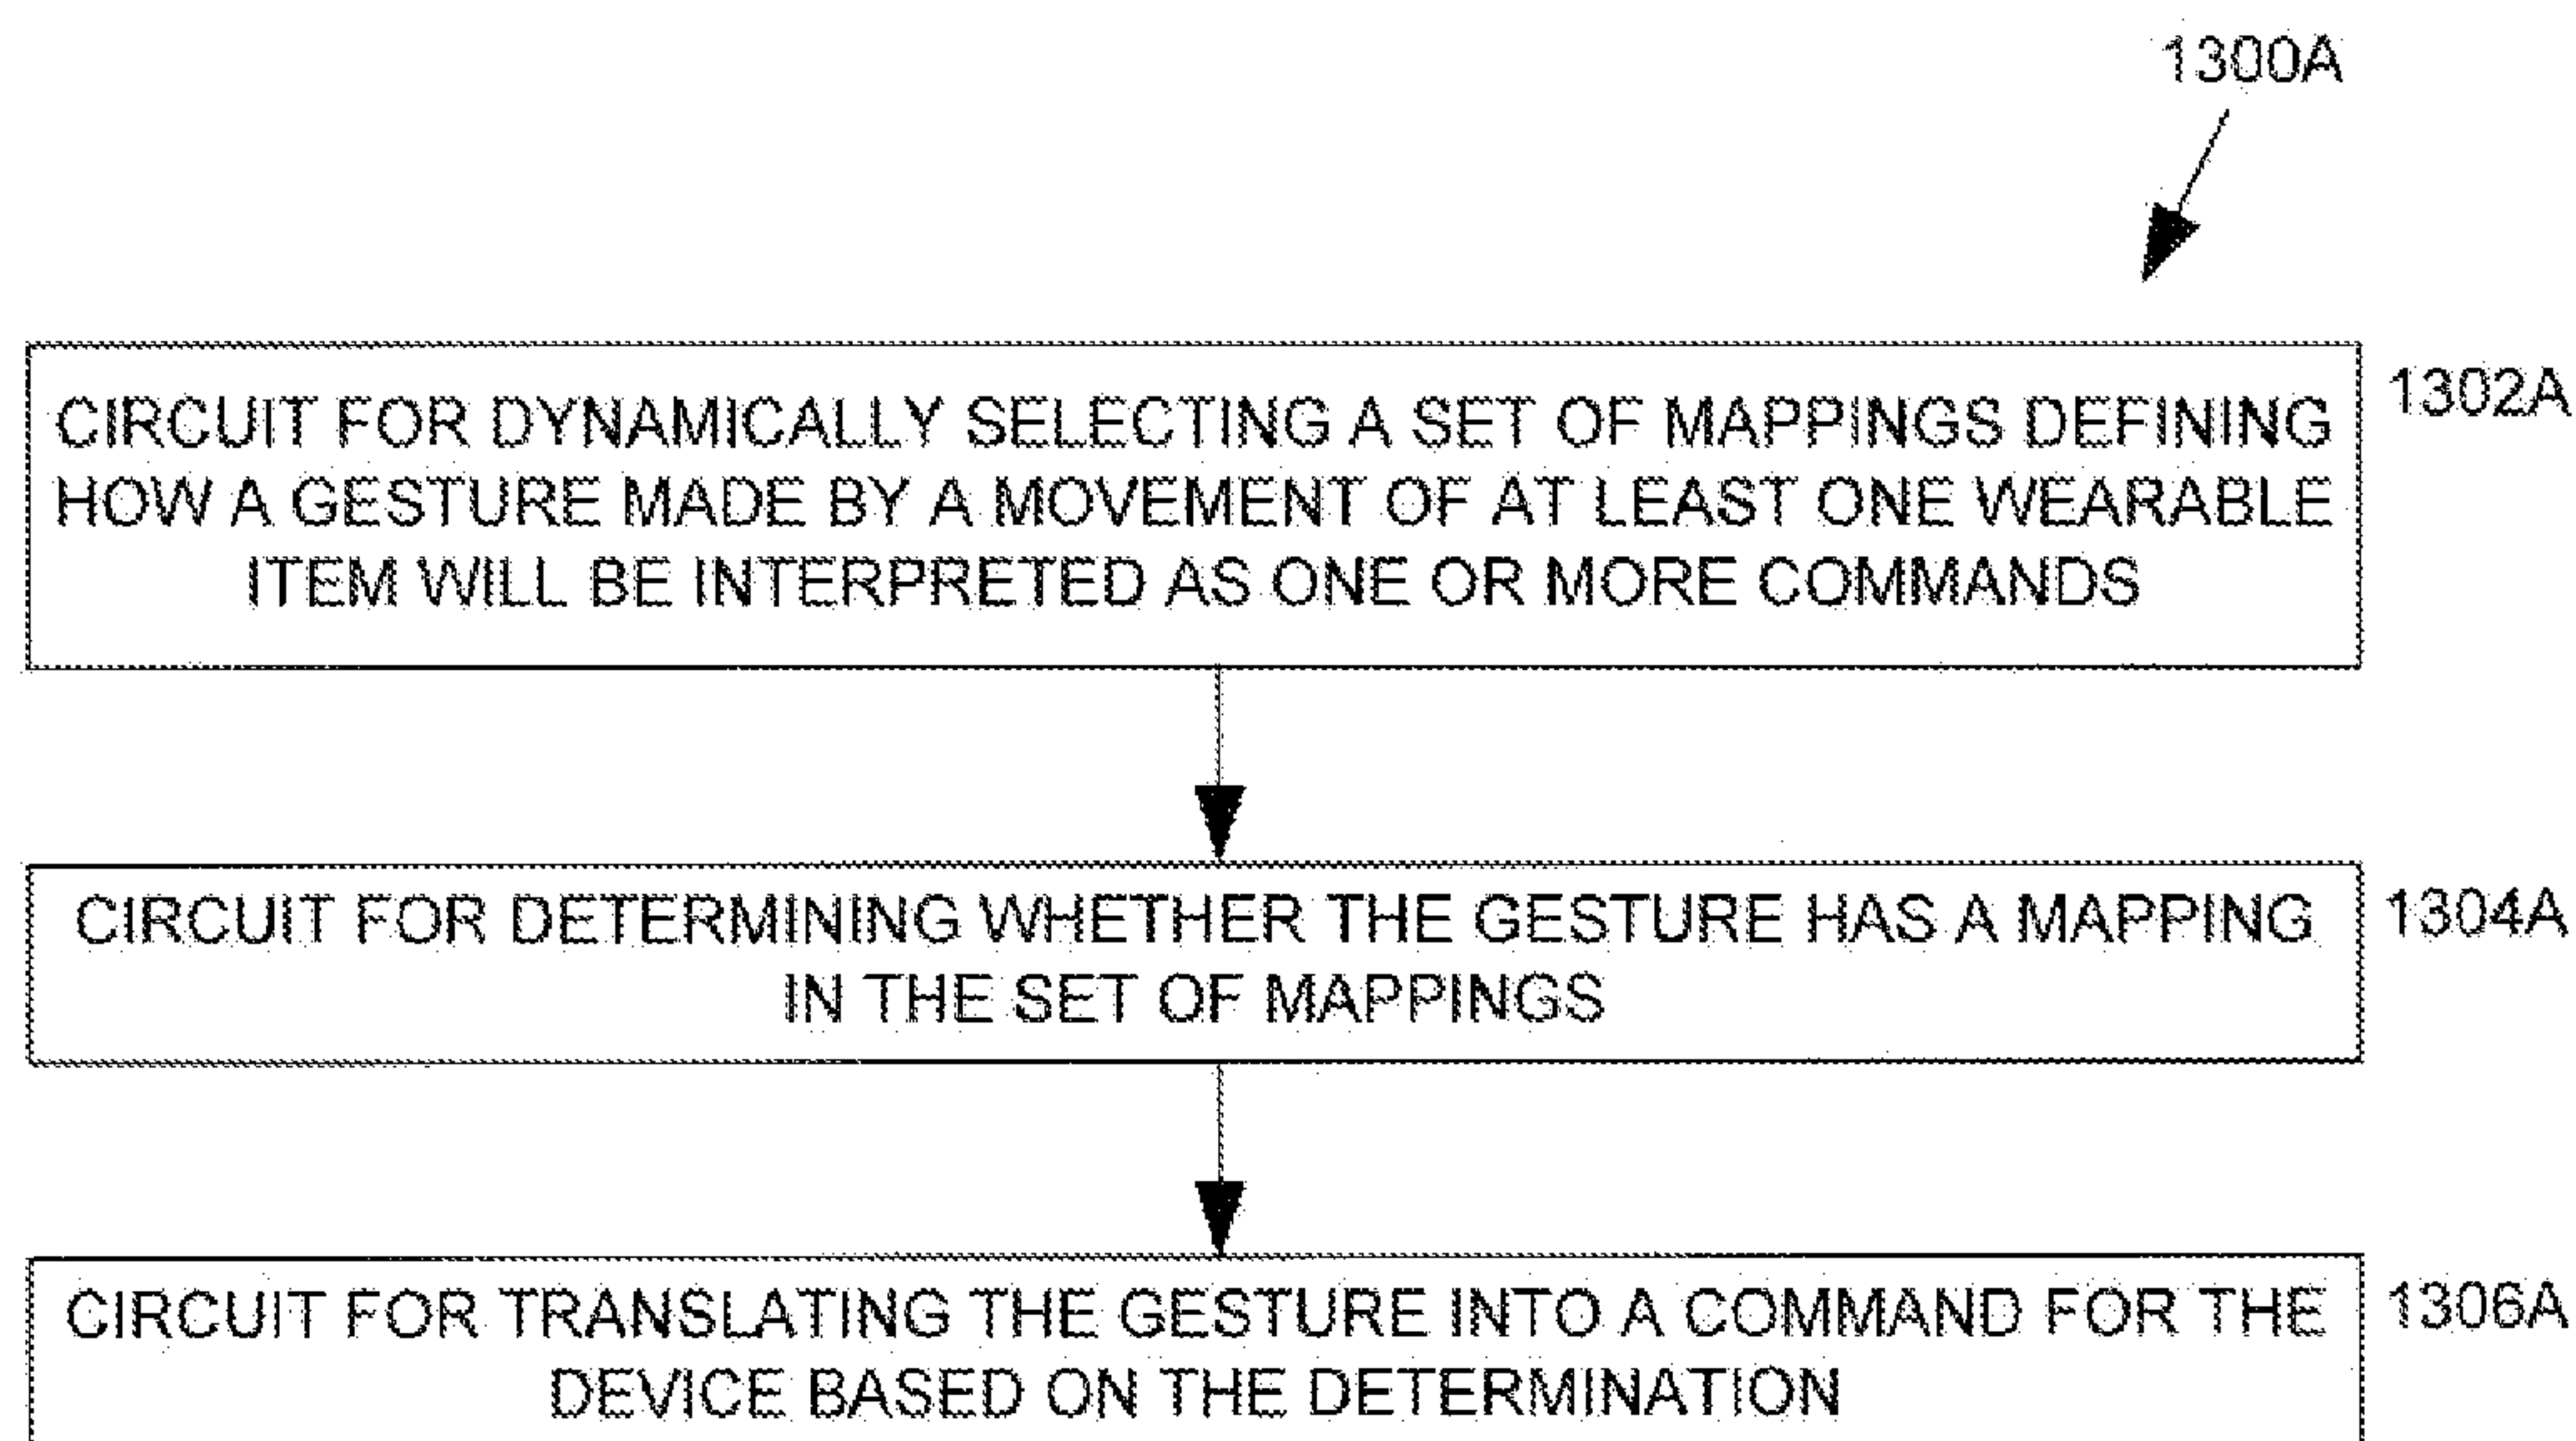 1300A
CIRCUIT FOR DYNAMICALLY SELECTING A SET OF MAPPINGS DEFINING
HOW A GESTURE MADE BY A MOVEMENT OF AT LEAST ONE WEARABLE
ITEM WILL BE INTERPRETED AS ONE OR MORE COMMANDS
1302A
CIRCUIT FOR DETERMINING WHETHER THE GESTURE HAS A MAPPING
IN THE SET OF MAPPINGS
1304A
CIRCUIT FOR TRANSLATING THE GESTURE INTO A COMMAND FOR THE
DEVICE BASED ON THE DETERMINATION
1306A